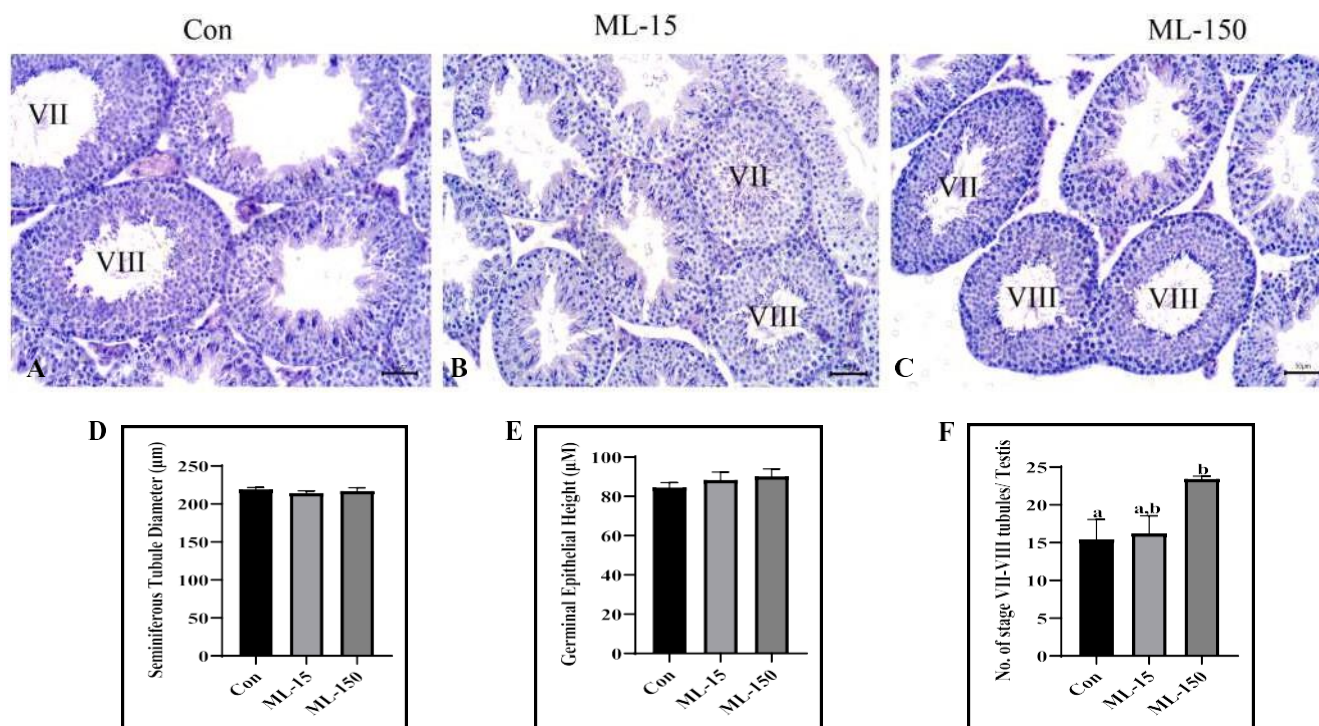 Con
ML-15
ML-150
VII
VIII
A
VII
VIII
B
VII
VIII
VIII
C
50µm
D
Seminiferous Tubule Diameter (µm)
250
200
150
100
50
0
Con
ML-15
ML-150
E
Germinal Epithelial Height (µM)
100
80
60
40
20
0
Con
ML-15
ML-150
F
No. of stage VII-VIII tubules/ Testis
25
20
15
10
5
0
a
a,b
b
Con
ML-15
ML-150